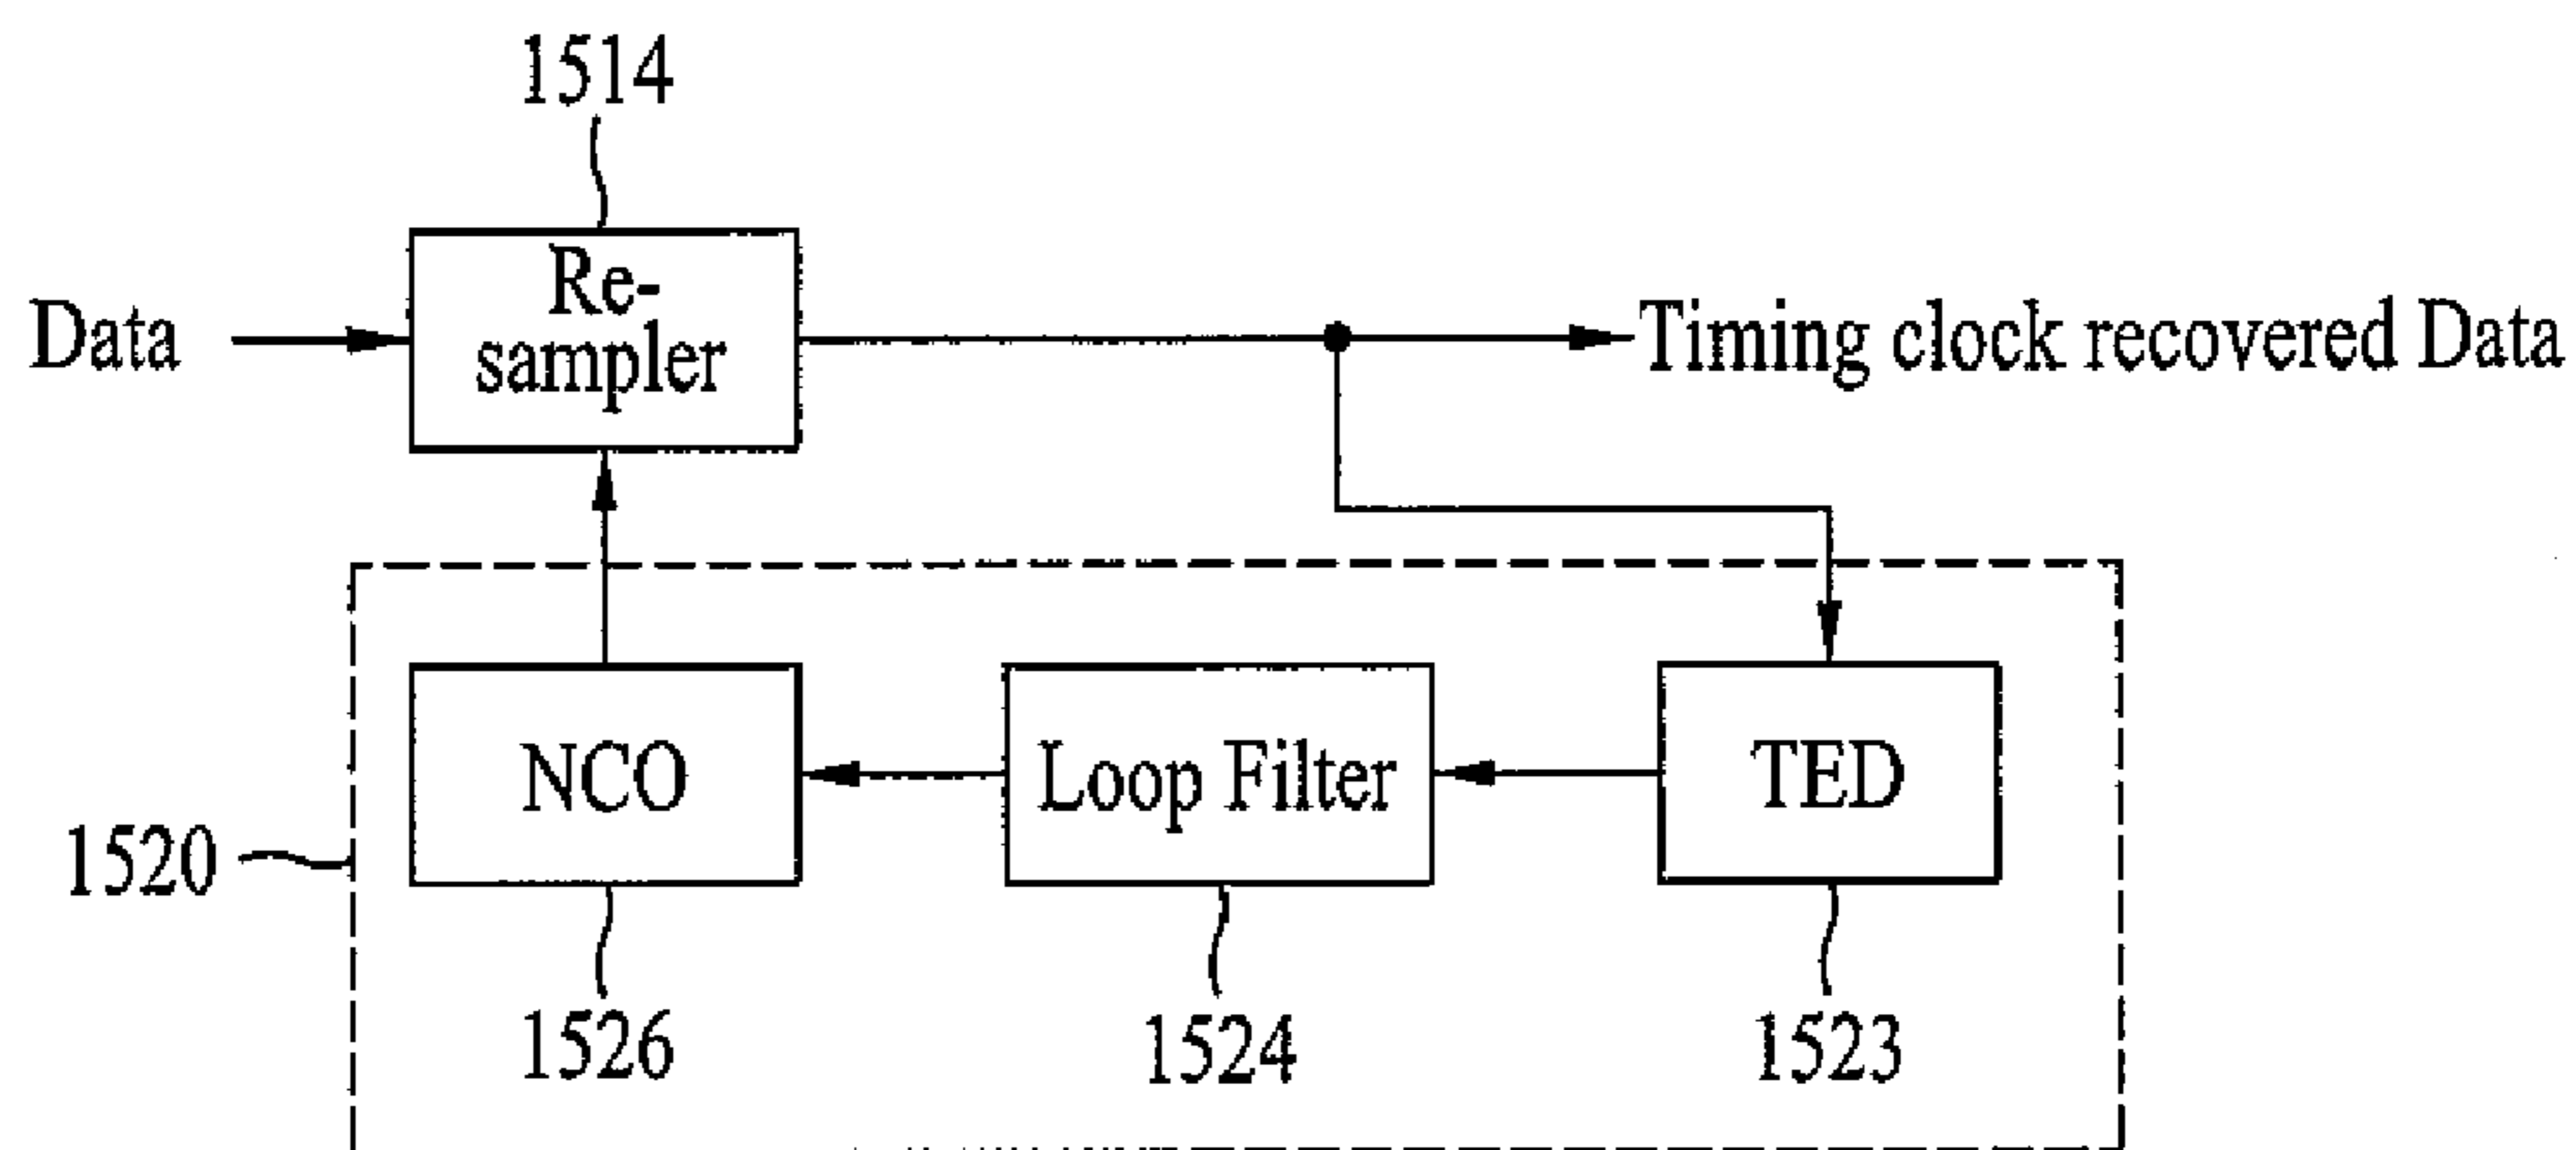 1514
Data
Re-
sampler
Timing clock recovered Data
NCO
Loop Filter
TED
1520
1526
1524
1523